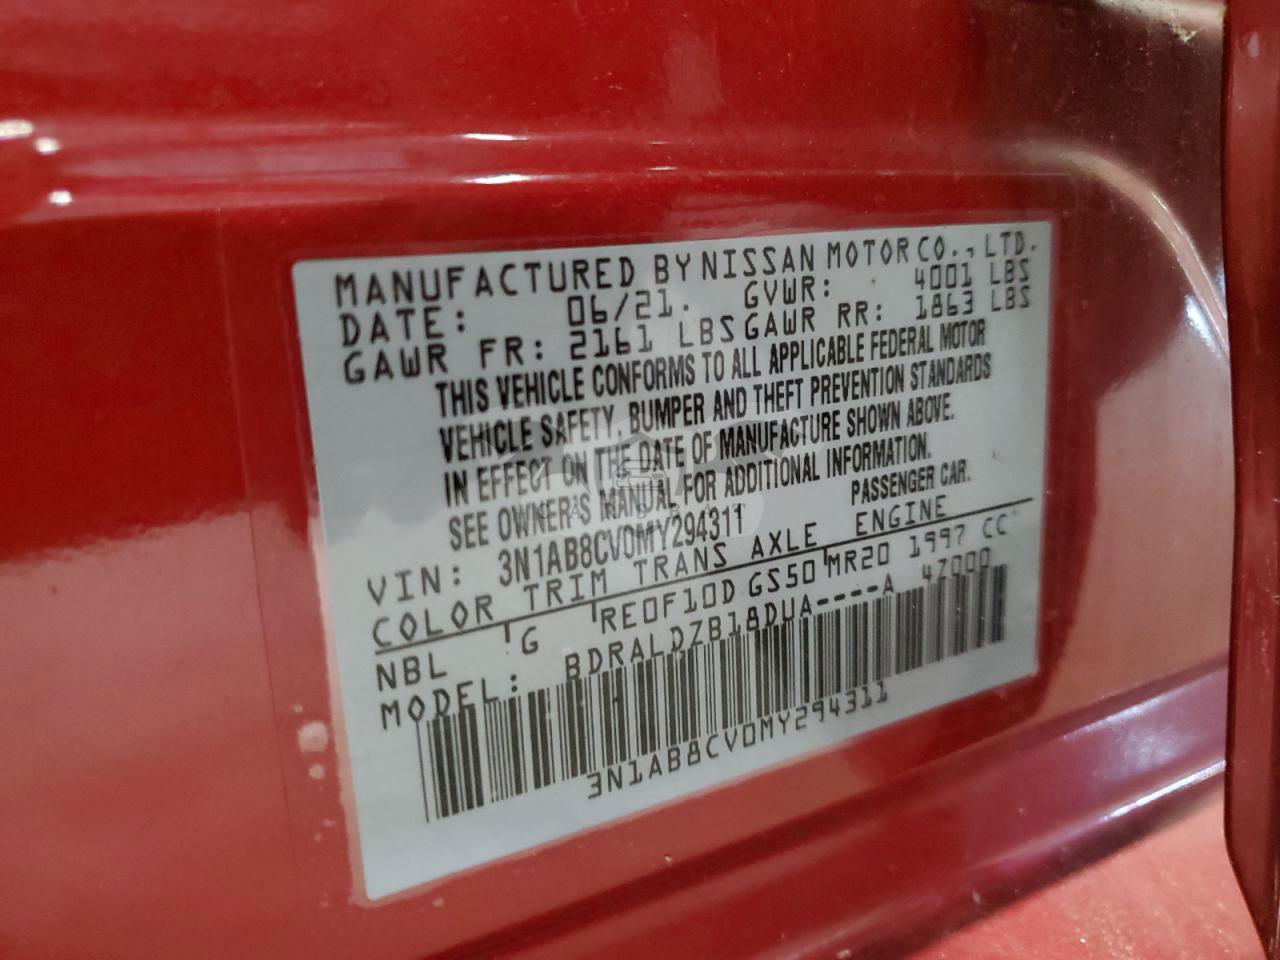 MANUFACTURED BY NISSAN MOTOR CO., LTD.
DATE: 06/21. GVWR: 4001 LBS
GAWR FR: 2161 LBS GAWR RR: 1863 LBS
THIS VEHICLE CONFORMS TO ALL APPLICABLE FEDERAL MOTOR
VEHICLE SAFETY, BUMPER AND THEFT PREVENTION STANDARDS
IN EFFECT ON THE DATE OF MANUFACTURE SHOWN ABOVE.
SEE OWNER'S MANUAL FOR ADDITIONAL INFORMATION.
VIN: 3N1AB8CV0MY294311 PASSENGER CAR.
COLOR TRIM TRANS AXLE ENGINE
NBL G RE0F10D GS50 MR20 1997 CC
MODEL: BDRALDZB18DUA----A 47000
3N1AB8CV0MY294311